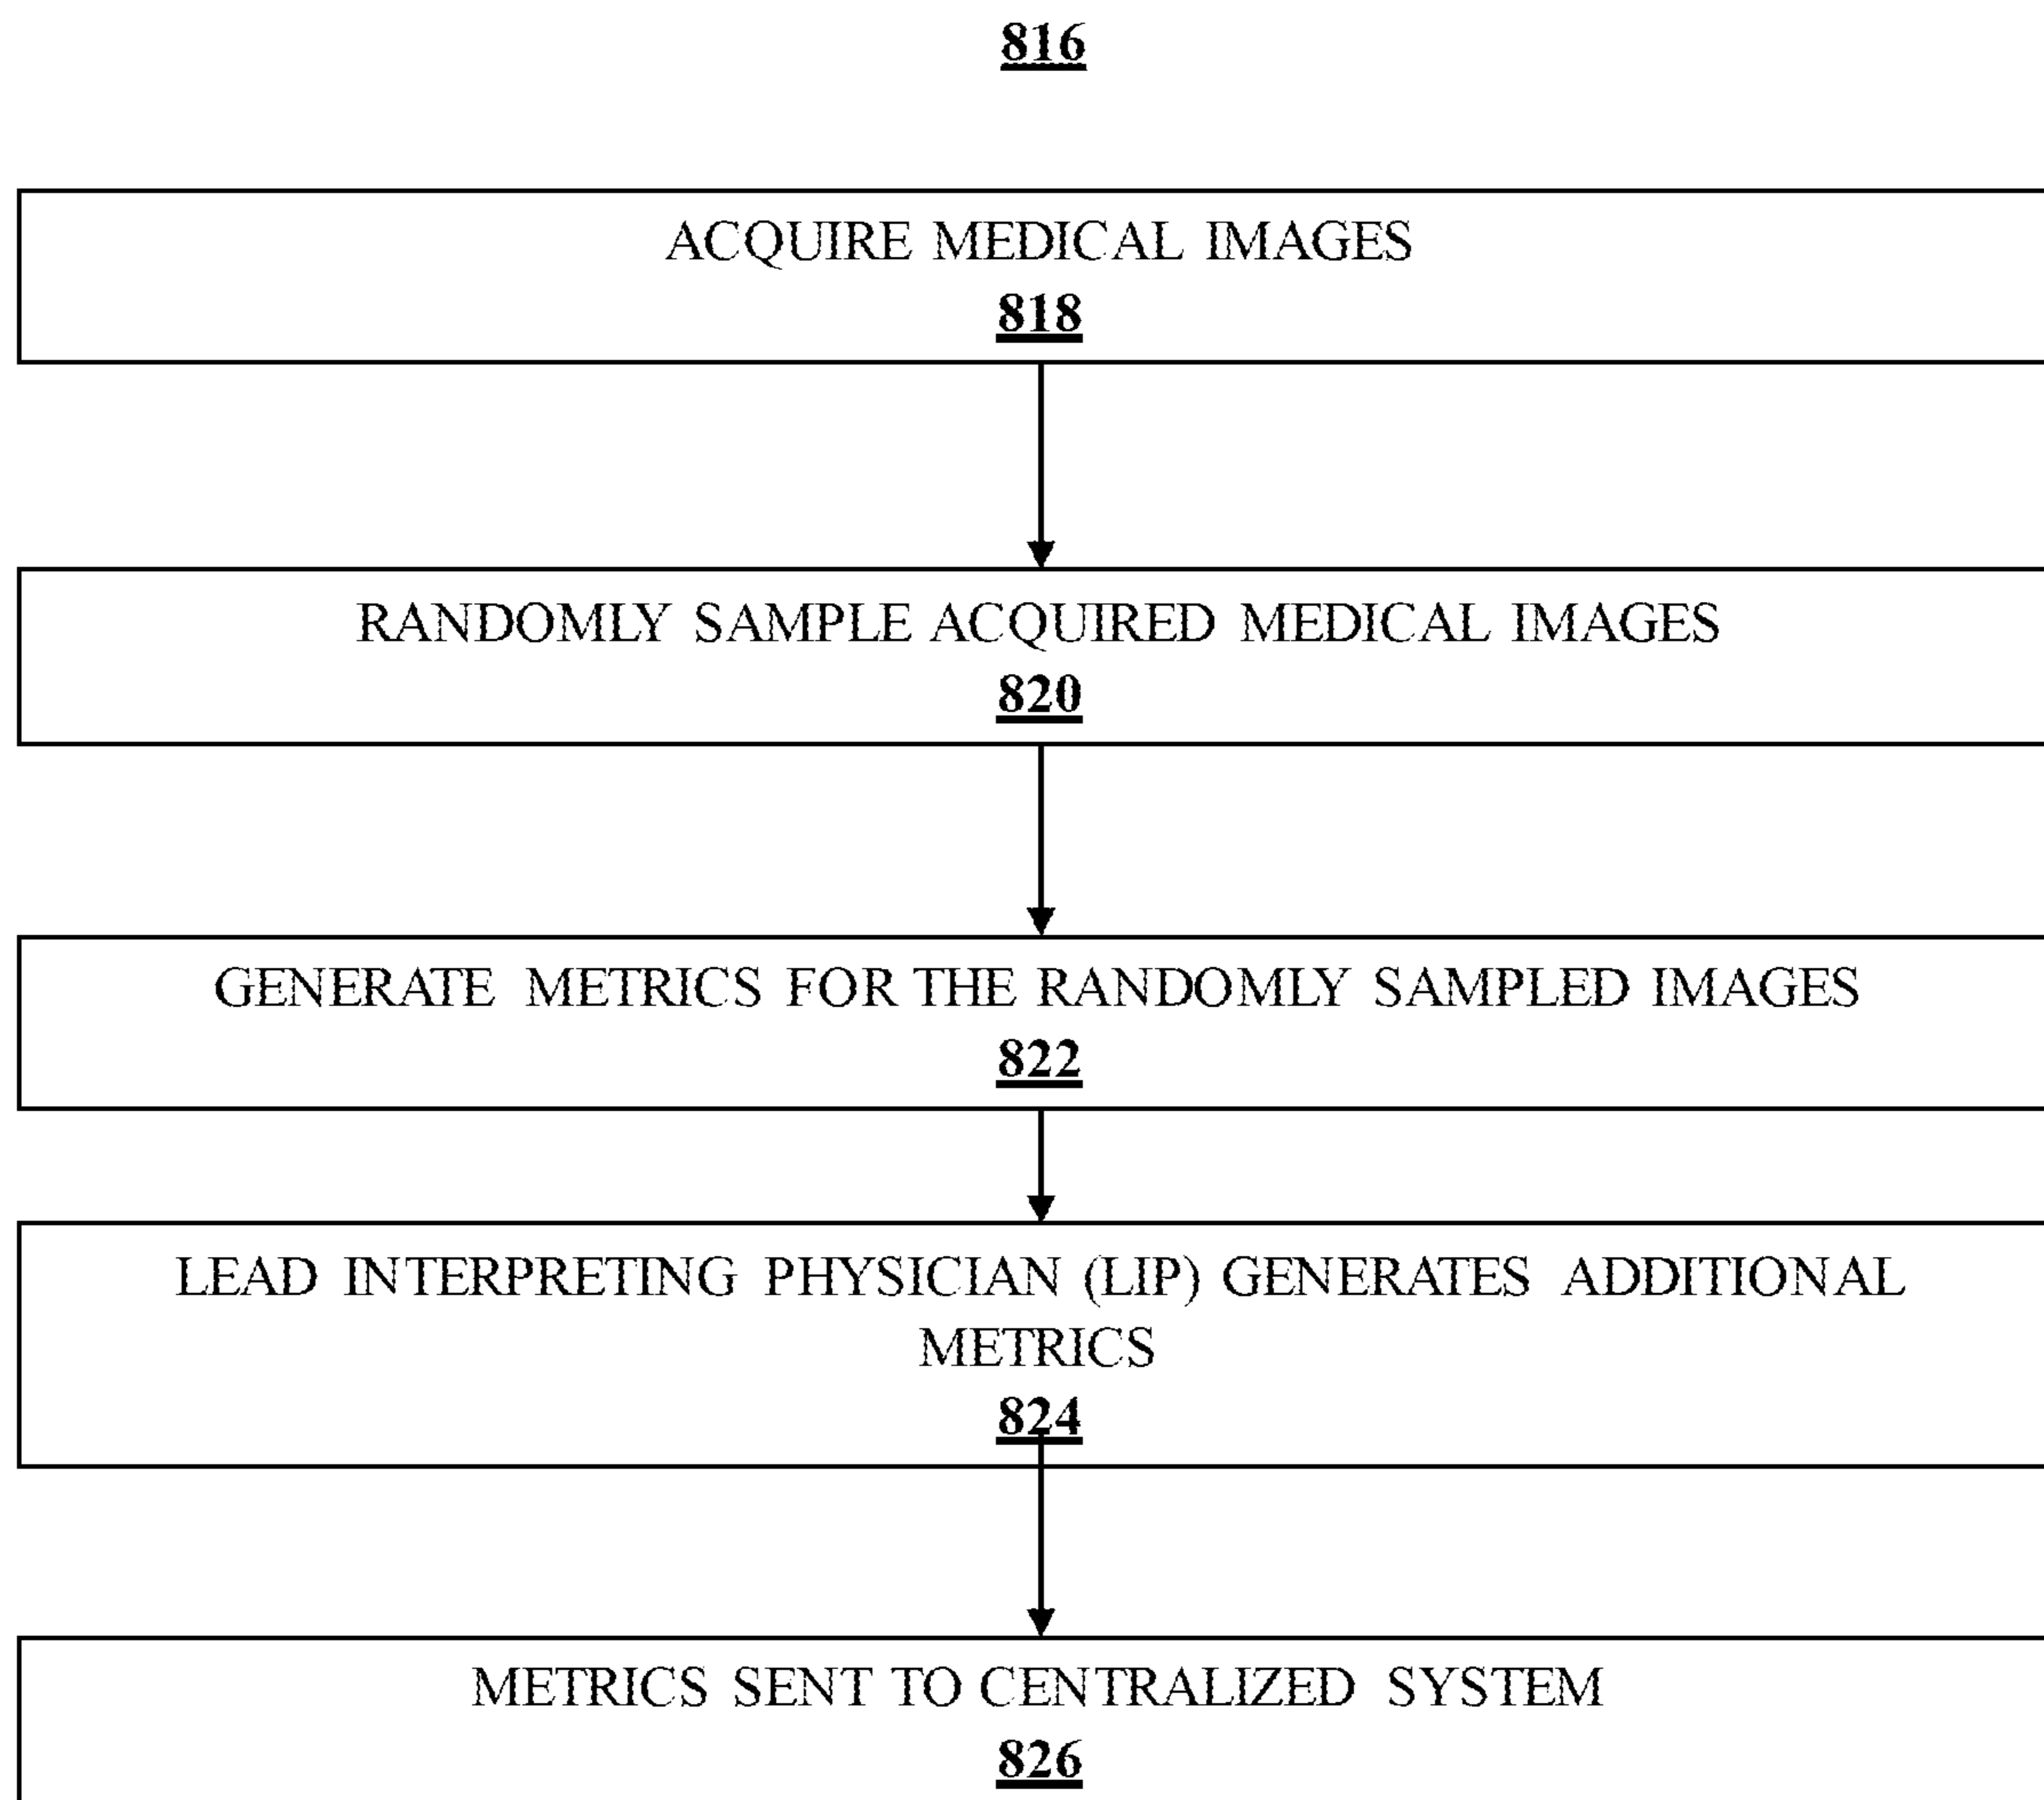 816
ACQUIRE MEDICAL IMAGES
818
RANDOMLY SAMPLE ACQUIRED MEDICAL IMAGES
820
GENERATE METRICS FOR THE RANDOMLY SAMPLED IMAGES
822
LEAD INTERPRETING PHYSICIAN (LIP) GENERATES ADDITIONAL
METRICS
824
METRICS SENT TO CENTRALIZED SYSTEM
826